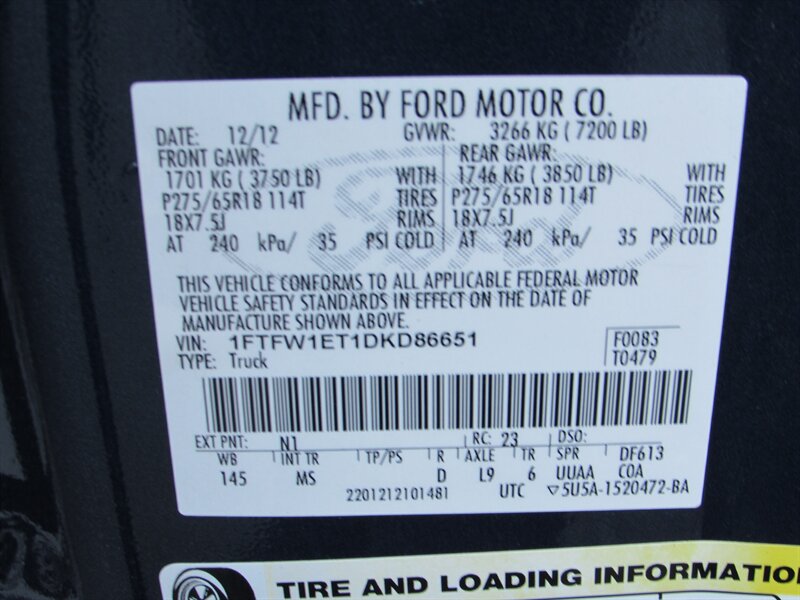 MFD. BY FORD MOTOR CO.
DATE: 12/12 GVWR: 3266 KG ( 7200 LB)
FRONT GAWR: REAR GAWR:
1701 KG ( 3750 LB) WITH 1746 KG ( 3850 LB) WITH
P275/65R18 114T TIRES P275/65R18 114T TIRES
18X7.5J RIMS 18X7.5J RIMS
AT 240 kPa/ 35 PSI COLD AT 240 kPa/ 35 PSI COLD
THIS VEHICLE CONFORMS TO ALL APPLICABLE FEDERAL MOTOR
VEHICLE SAFETY STANDARDS IN EFFECT ON THE DATE OF
MANUFACTURE SHOWN ABOVE.
VIN: 1FTFW1ET1DKD86651 F0083
TYPE: Truck T0479
EXT PNT: N1 RC: 23 DSO:
WB INT TR TP/PS R AXLE TR SPR DF613
145 MS D L9 6 UUAA COA
2201212101481 UTC ▽5U5A-1520472-BA
TIRE AND LOADING INFORMATION